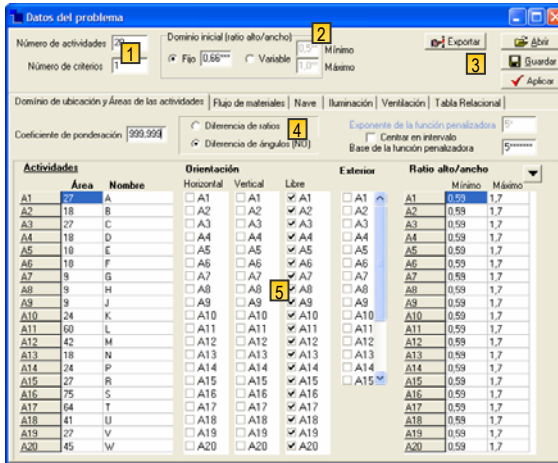 Datos del problema
Número de actividades 20
1
Número de criterios 1
Dominio inicial (ratio alto/ancho)
2
Fijo 0,66*** Variable 0,5** Mínimo
1,0** Máximo
Exportar
3
Abrir
Guardar
Aplicar
Domínio de ubicación y Áreas de las actividades Flujo de materiales Nave Iluminación Ventilación Tabla Relacional
Coeficiente de ponderación 999,999
Diferencia de ratios
4
Diferencia de ángulos (NO)
Exponente de la función penalizadora 5*
Centrar en intervalo
Base de la función penalizadora 5*******
Actividades Orientación Exterior Ratio alto/ancho
Área Nombre Horizontal Vertical Libre Mínimo Máximo
A1 27 A A1 A1 A1 A1 A1 0,59 1,7
A2 18 B A2 A2 A2 A2 A2 0,59 1,7
A3 27 C A3 A3 A3 A3 A3 0,59 1,7
A4 18 D A4 A4 A4 A4 A4 0,59 1,7
A5 18 E A5 A5 A5 A5 A5 0,59 1,7
A6 18 F A6 A6 A6 A6 A6 0,59 1,7
A7 9 G A7 A7 A7 A7 A7 0,59 1,7
A8 9 H A8 A8 5 A8 A8 A8 0,59 1,7
A9 9 J A9 A9 A9 A9 A9 0,59 1,7
A10 24 K A10 A10 A10 A10 A10 0,59 1,7
A11 60 L A11 A11 A11 A11 A11 0,59 1,7
A12 42 M A12 A12 A12 A12 A12 0,59 1,7
A13 18 N A13 A13 A13 A13 A13 0,59 1,7
A14 24 P A14 A14 A14 A14 A14 0,59 1,7
A15 27 R A15 A15 A15 A15 A15 0,59 1,7
A16 75 S A16 A16 A16 A16 0,59 1,7
A17 64 T A17 A17 A17 A17 0,59 1,7
A18 41 U A18 A18 A18 A18 0,59 1,7
A19 27 V A19 A19 A19 A19 0,59 1,7
A20 45 W A20 A20 A20 A20 0,59 1,7